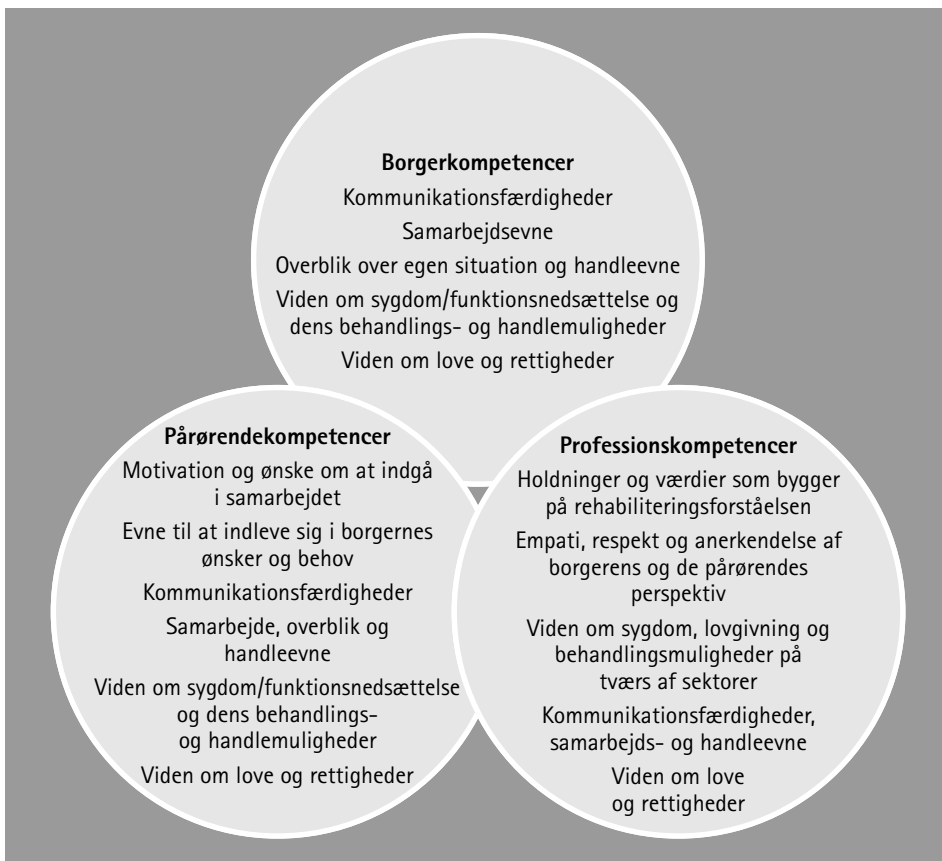 Borgerkompetencer
Kommunikationsfærdigheder
Samarbejdsevne
Overblik over egen situation og handleevne
Viden om sygdom/funktionsnedsættelse og
dens behandlings- og handlemuligheder
Viden om love og rettigheder
Pårørendekompetencer
Motivation og ønske om at indgå
i samarbejdet
Evne til at indleve sig i borgernes
ønsker og behov
Kommunikationsfærdigheder
Samarbejde, overblik og
handleevne
Viden om sygdom/funktionsnedsættelse
og dens behandlings-
og handlemuligheder
Viden om love og rettigheder
Professionskompetencer
Holdninger og værdier som bygger
på rehabiliteringsforståelsen
Empati, respekt og anerkendelse af
borgerens og de pårørendes
perspektiv
Viden om sygdom, lovgivning og
behandlingsmuligheder på
tværs af sektorer
Kommunikationsfærdigheder,
samarbejds- og handleevne
Viden om love
og rettigheder